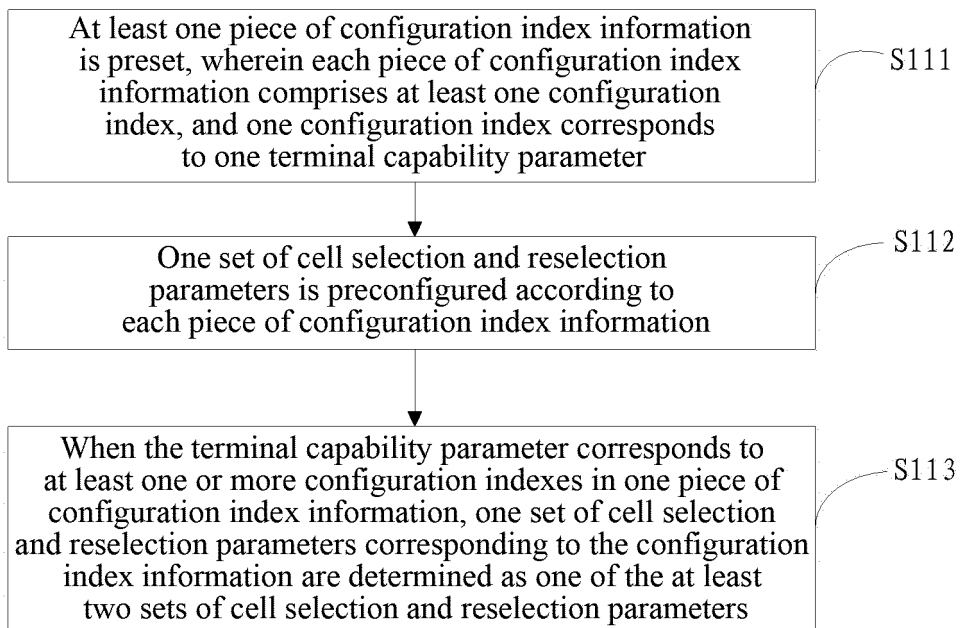 At least one piece of configuration index information
is preset, wherein each piece of configuration index
information comprises at least one configuration
index, and one configuration index corresponds
to one terminal capability parameter
S111
One set of cell selection and reselection
parameters is preconfigured according to
each piece of configuration index information
S112
When the terminal capability parameter corresponds to
at least one or more configuration indexes in one piece of
configuration index information, one set of cell selection
and reselection parameters corresponding to the configuration
index information are determined as one of the at least
two sets of cell selection and reselection parameters
S113